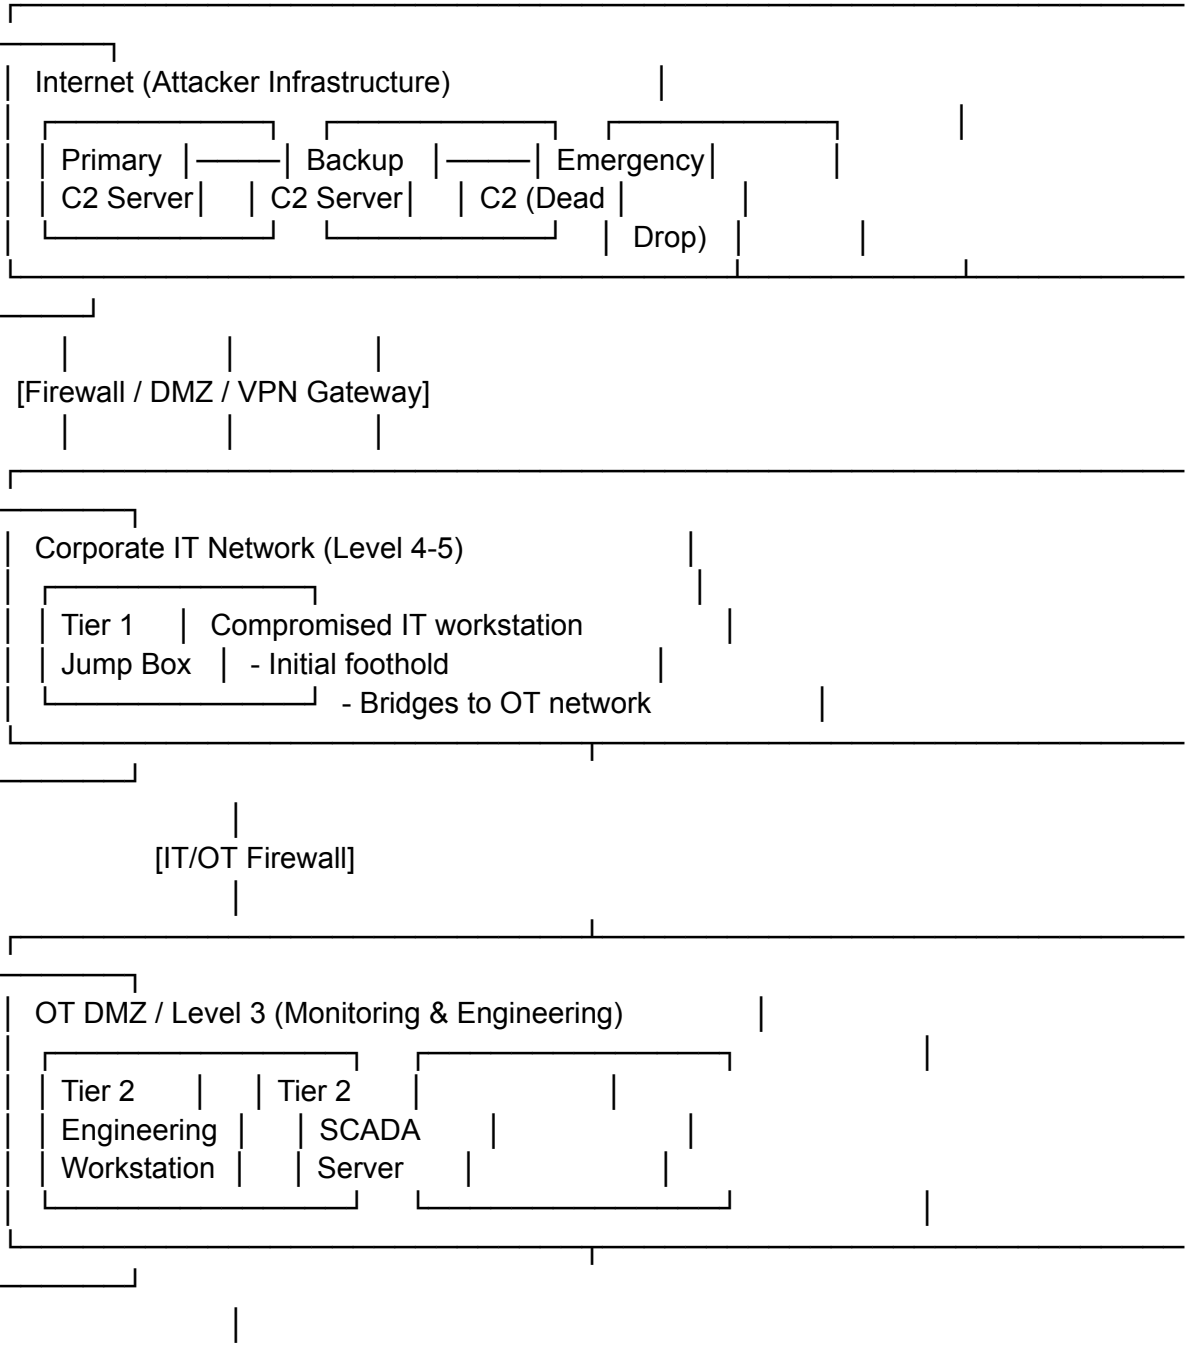 Internet (Attacker Infrastructure)
Primary Backup Emergency
C2 Server C2 Server C2 (Dead
Drop)
[Firewall / DMZ / VPN Gateway]
Corporate IT Network (Level 4-5)
Tier 1 Compromised IT workstation
Jump Box - Initial foothold
- Bridges to OT network
[IT/OT Firewall]
OT DMZ / Level 3 (Monitoring & Engineering)
Tier 2 Tier 2
Engineering SCADA
Workstation Server